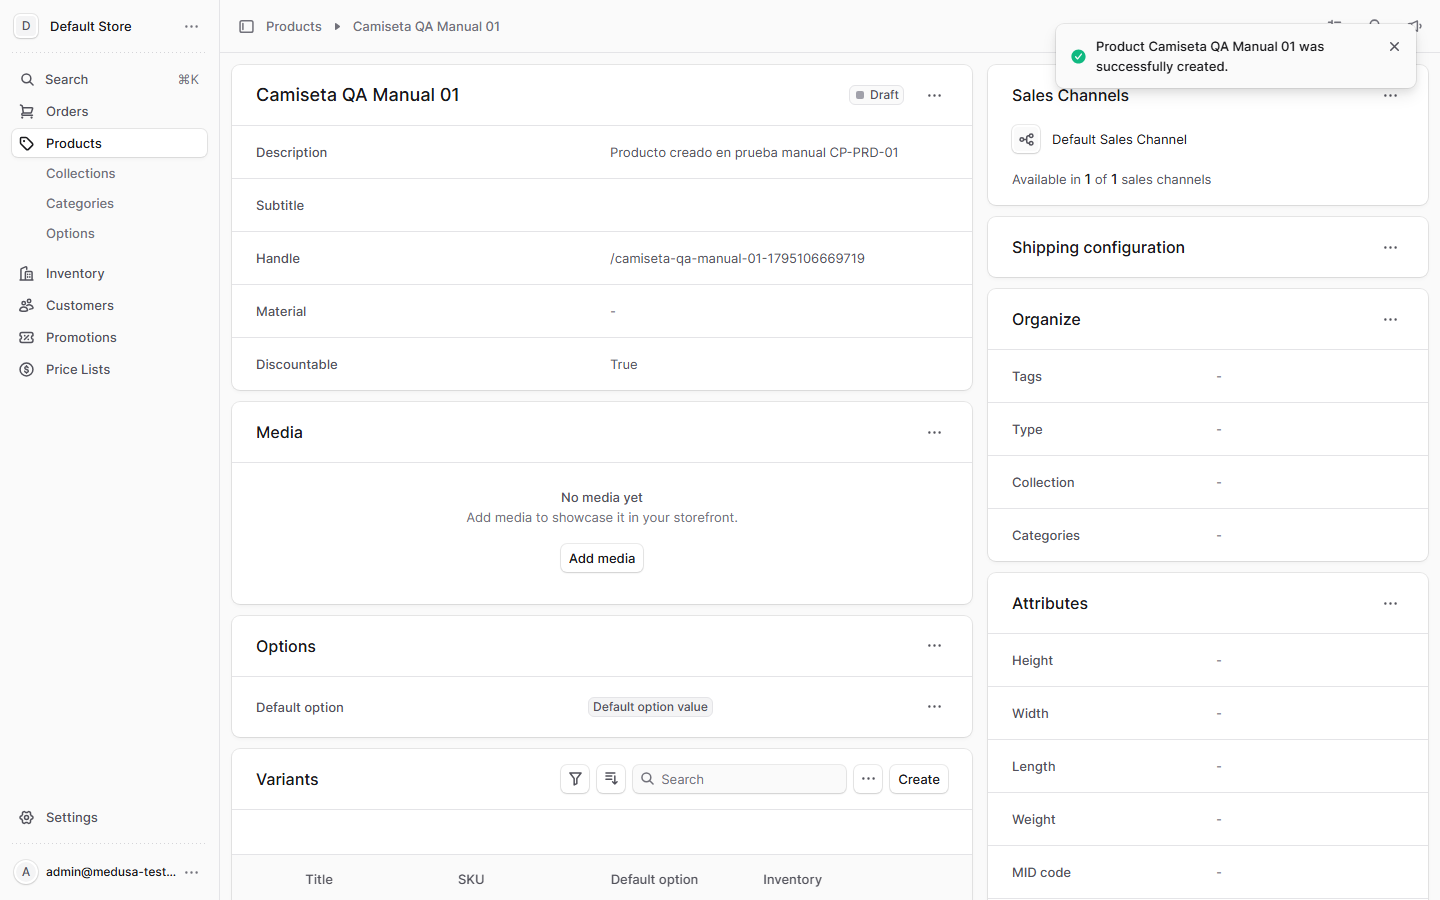 D
Default Store
Search
⌘K
Orders
Products
Collections
Categories
Options
Inventory
Customers
Promotions
Price Lists
Settings
A
admin@medusa-test...
Products
Camiseta QA Manual 01
Product Camiseta QA Manual 01 was
successfully created.
Camiseta QA Manual 01
Draft
Description
Producto creado en prueba manual CP-PRD-01
Subtitle
Handle
/camiseta-qa-manual-01-1795106669719
Material
-
Discountable
True
Media
No media yet
Add media to showcase it in your storefront.
Add media
Options
Default option
Default option value
Variants
Search
Create
Title
SKU
Default option
Inventory
Sales Channels
Default Sales Channel
Available in 1 of 1 sales channels
Shipping configuration
Organize
Tags
-
Type
-
Collection
-
Categories
-
Attributes
Height
-
Width
-
Length
-
Weight
-
MID code
-